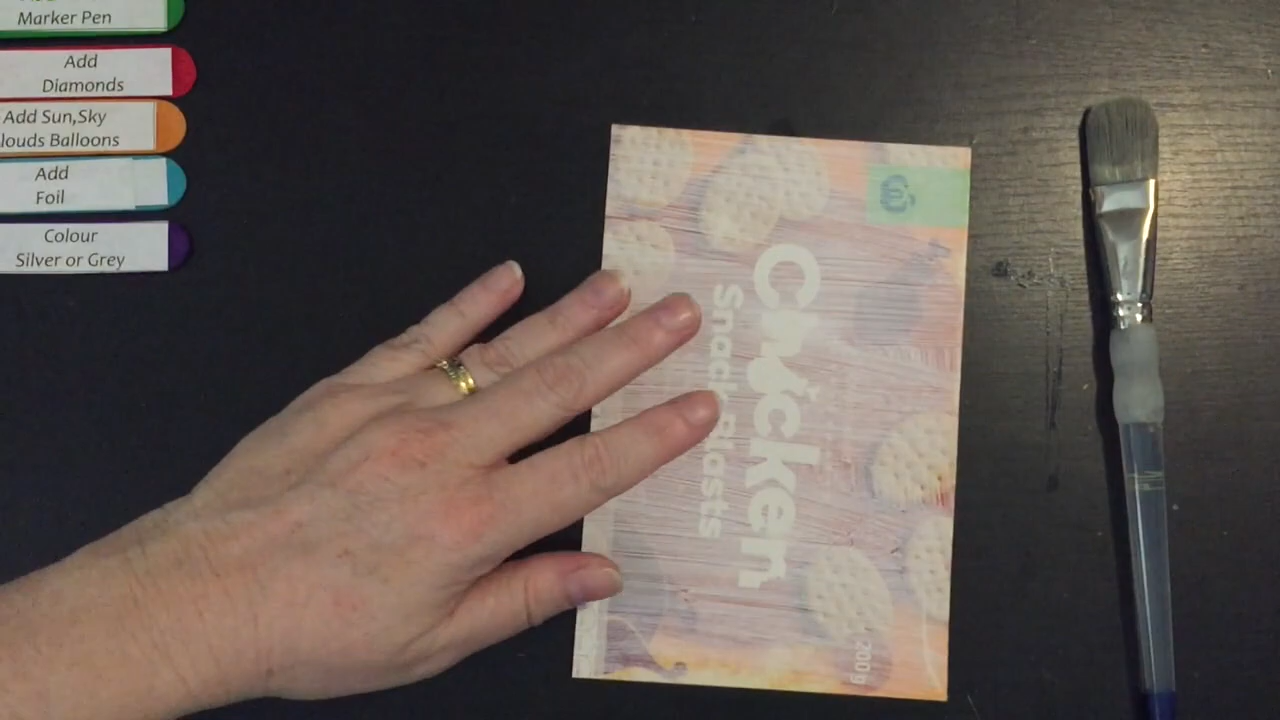 Marker Pen
Add
Diamonds
Add Sun,Sky
louds Balloons
Add
Foil
Colour
Silver or Grey
Chicken
Snack Blasts
200g